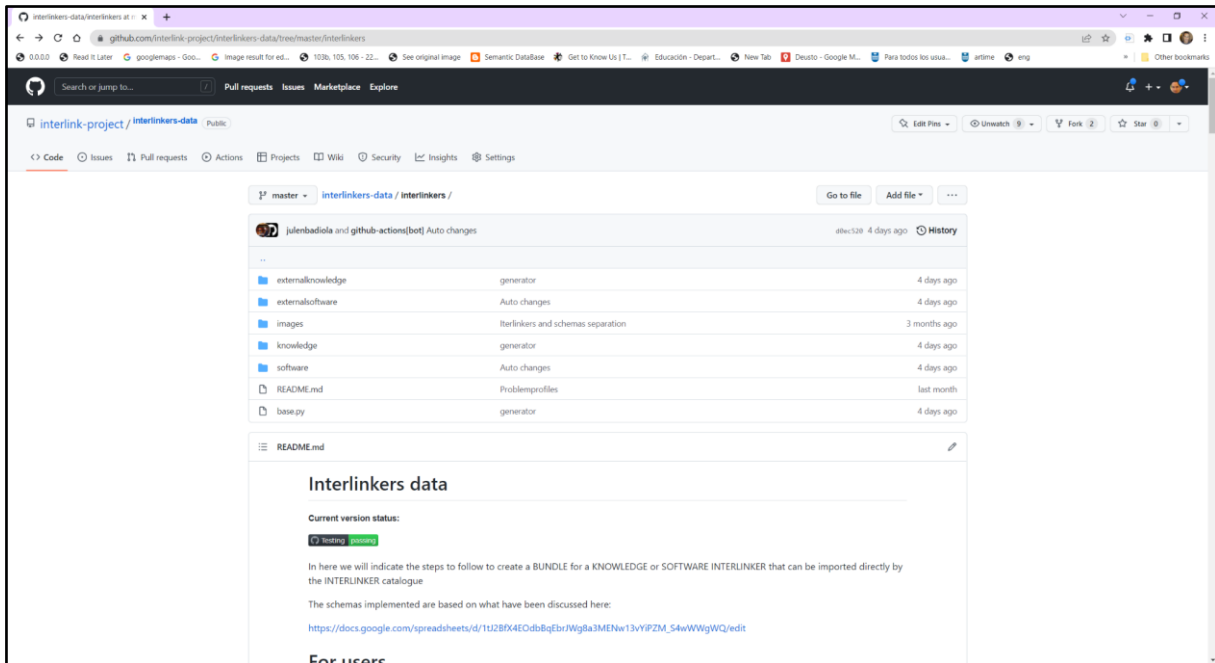 interlinkers-data/interlinkers at m
github.com/interlink-project/interlinkers-data/tree/master/interlinkers
0.0.0.0 Read It Later googlemaps - Goo... Image result for ed... 103b, 105, 106 - 22... See original image Semantic DataBase Get to Know Us | T... Educación - Depart... New Tab Deusto - Google M... Para todos los usua... artime eng » Other bookmarks
Search or jump to... / Pull requests Issues Marketplace Explore
interlink-project / interlinkers-data Public Edit Pins Unwatch 9 Fork 2 Star 0
<> Code Issues Pull requests Actions Projects Wiki Security Insights Settings
master interlinkers-data / interlinkers / Go to file Add file ...
julenbadiola and github-actions[bot] Auto changes d0ec520 4 days ago History
..
externalknowledge generator 4 days ago
externalsoftware Auto changes 4 days ago
images Iterlinkers and schemas separation 3 months ago
knowledge generator 4 days ago
software Auto changes 4 days ago
README.md Problemprofiles last month
base.py generator 4 days ago
README.md
Interlinkers data
Current version status:
Testing passing
In here we will indicate the steps to follow to create a BUNDLE for a KNOWLEDGE or SOFTWARE INTERLINKER that can be imported directly by
the INTERLINKER catalogue
The schemas implemented are based on what have been discussed here:
https://docs.google.com/spreadsheets/d/1tJ2BfX4EOdbBqEbrJWg8a3MENw13vYiPZM_S4wWWgWQ/edit
For users